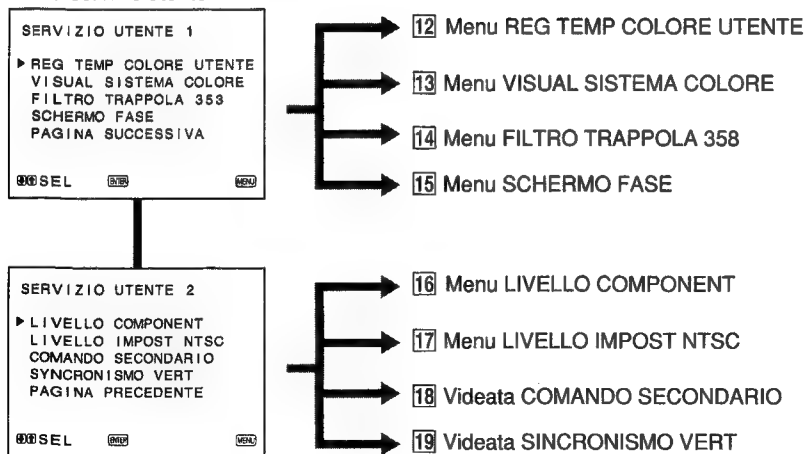 SERVIZIO UTENTE 1
▶ REG TEMP COLORE UTENTE
VISUAL SISTEMA COLORE
FILTRO TRAPPOLA 353
SCHERMO FASE
PAGINA SUCCESSIVA
SEL ENTER MENU
12 Menu REG TEMP COLORE UTENTE
13 Menu VISUAL SISTEMA COLORE
14 Menu FILTRO TRAPPOLA 358
15 Menu SCHERMO FASE
SERVIZIO UTENTE 2
▶ LIVELLO COMPONENT
LIVELLO IMPOST NTSC
COMANDO SECONDARIO
SYNCRONISMO VERT
PAGINA PRECEDENTE
SEL ENTER MENU
16 Menu LIVELLO COMPONENT
17 Menu LIVELLO IMPOST NTSC
18 Videata COMANDO SECONDARIO
19 Videata SINCRONISMO VERT